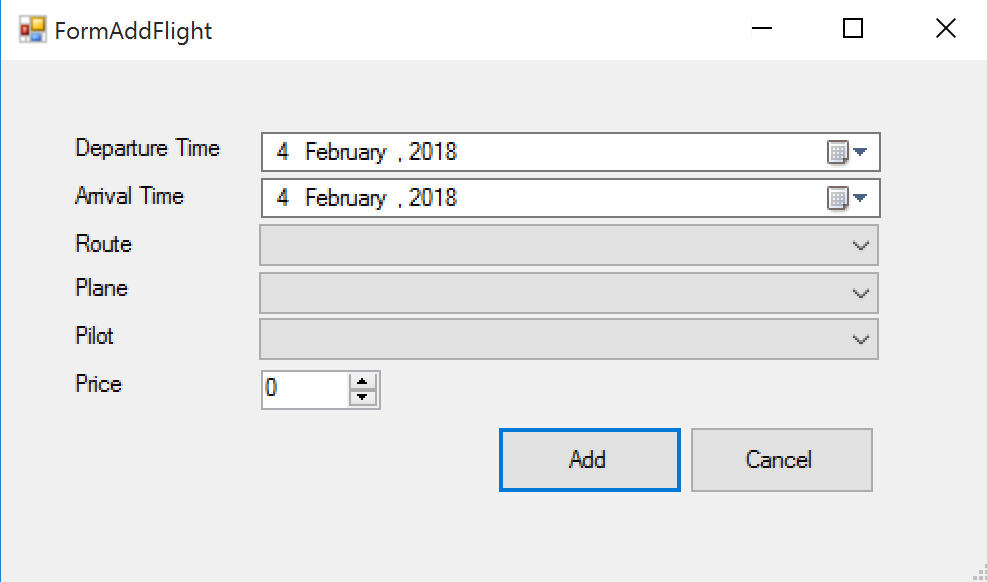 FormAddFlight
Departure Time 4 February , 2018
Arrival Time 4 February , 2018
Route
Plane
Pilot
Price 0
Add Cancel